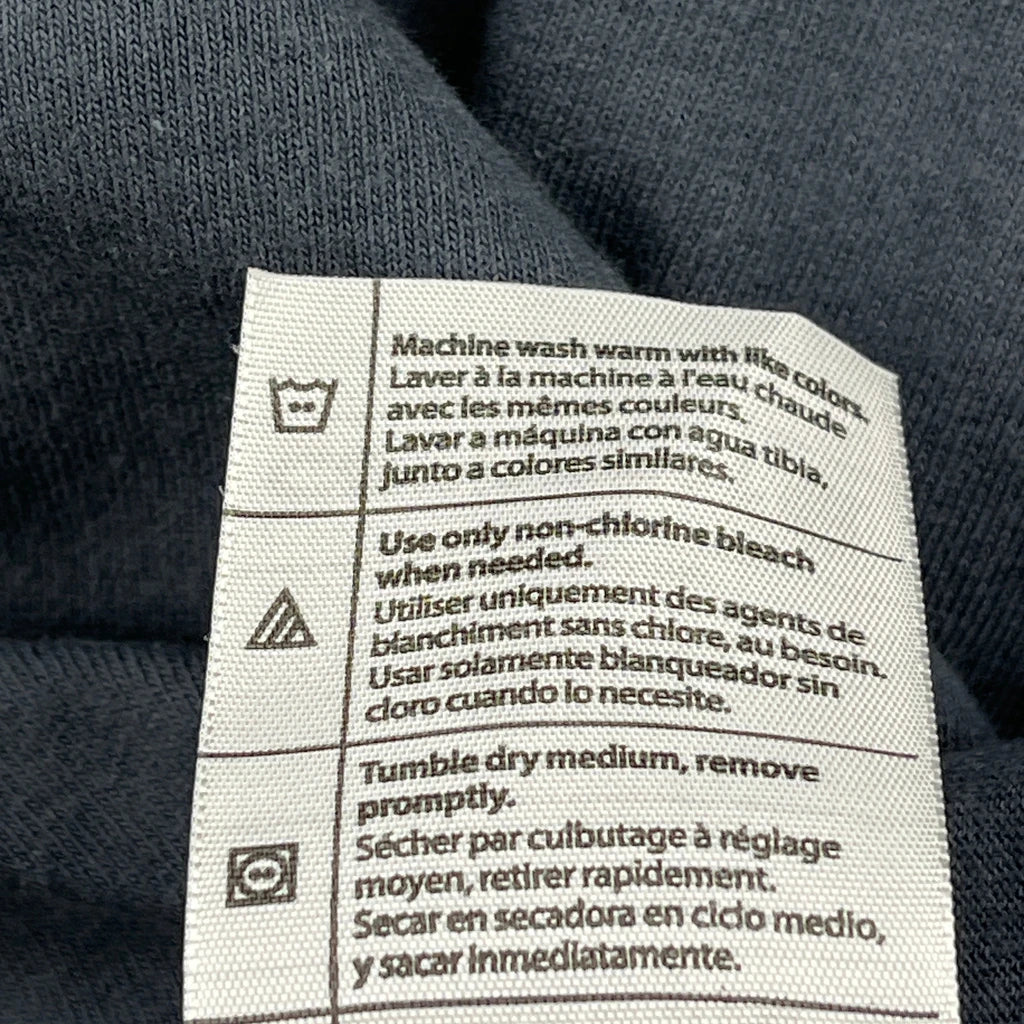 Machine wash warm with like colors.
Laver à la machine à l'eau chaude
avec les mêmes couleurs.
Lavar a máquina con agua tibia,
junto a colores similares.
Use only non-chlorine bleach
when needed.
Utiliser uniquement des agents de
blanchiment sans chlore, au besoin.
Usar solamente blanqueador sin
cloro cuando lo necesite.
Tumble dry medium, remove
promptly.
Sécher par culbutage à réglage
moyen, retirer rapidement.
Secar en secadora en ciclo medio,
y sacar inmediatamente.